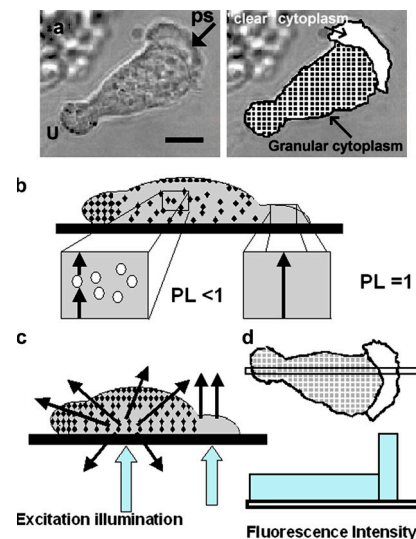 a
ps
U
clear cytoplasm
Granular cytoplasm
b
PL <1
PL =1
c
d
Excitation illumination
Fluorescence Intensity